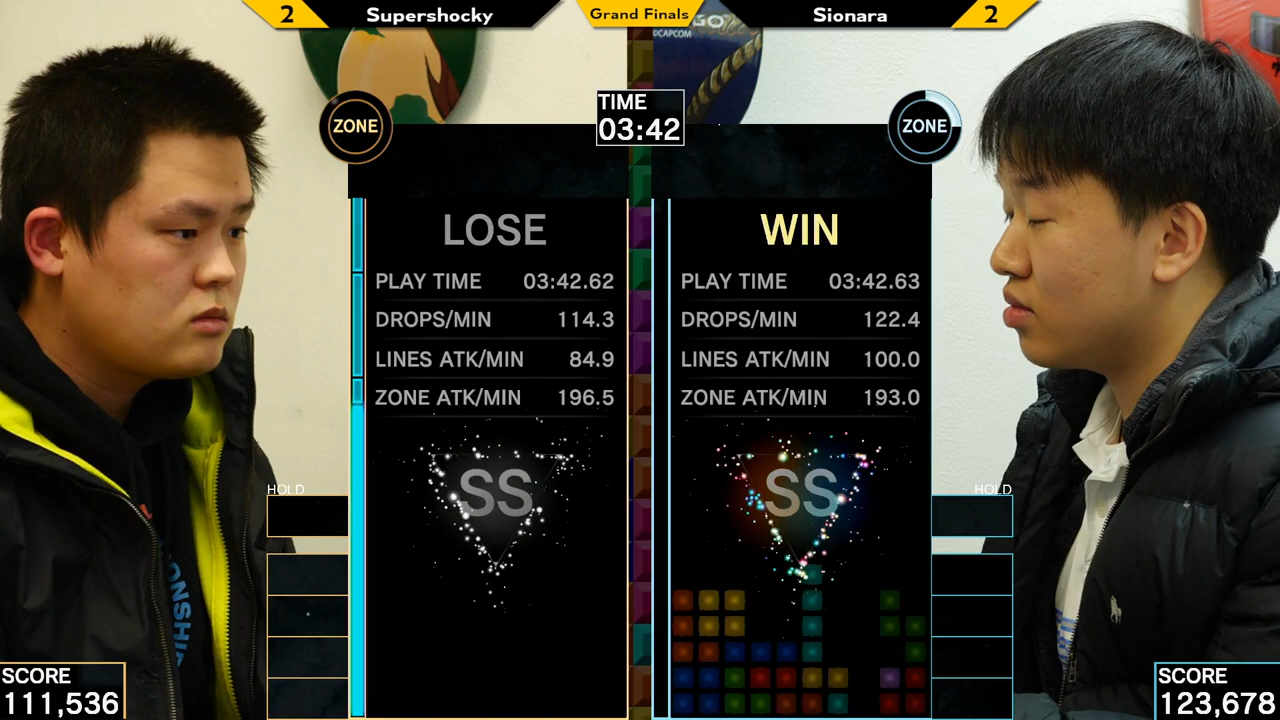 2
Supershocky
Grand Finals
Sionara
2
GO
©CAPCOM
ZONE
TIME
03:42
ZONE
LOSE
PLAY TIME 03:42.62
DROPS/MIN 114.3
LINES ATK/MIN 84.9
ZONE ATK/MIN 196.5
SS
WIN
PLAY TIME 03:42.63
DROPS/MIN 122.4
LINES ATK/MIN 100.0
ZONE ATK/MIN 193.0
SS
HOLD
HOLD
ONSHIP
SCORE
111,536
SCORE
123,678